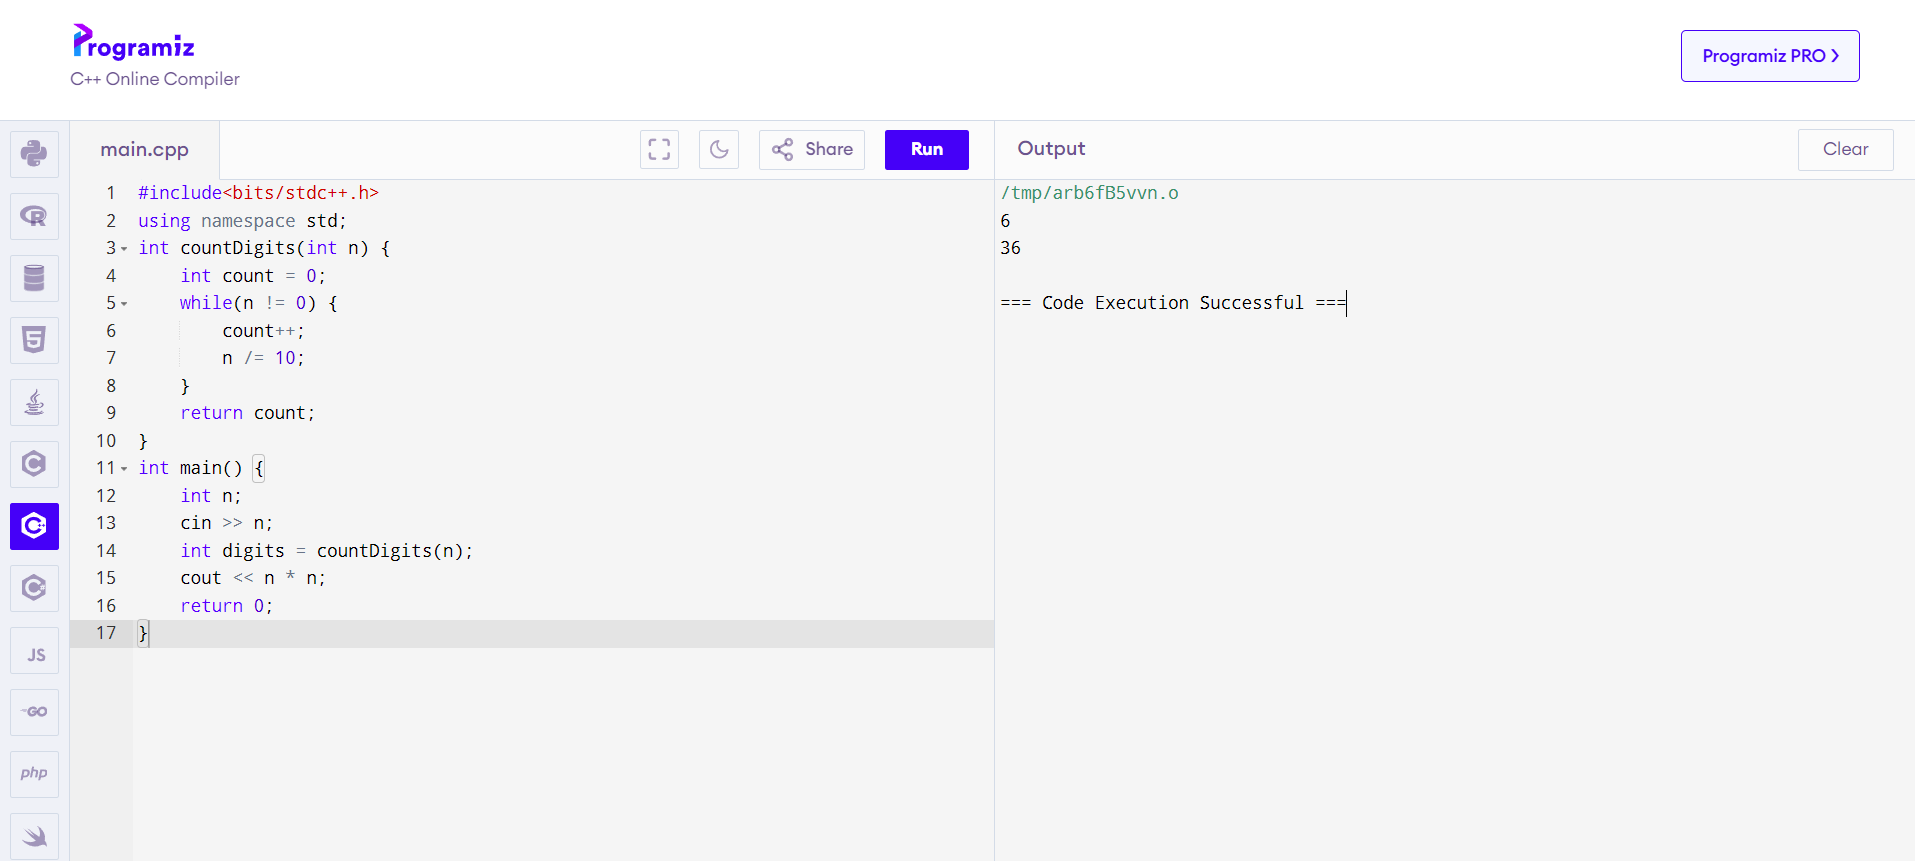 Programiz
C++ Online Compiler
Programiz PRO
main.cpp
Share
Run
Output
Clear
1 #include<bits/stdc++.h>
2 using namespace std;
3 int countDigits(int n) {
4     int count = 0;
5     while(n != 0) {
6         count++;
7         n /= 10;
8     }
9     return count;
10 }
11 int main() {
12     int n;
13     cin >> n;
14     int digits = countDigits(n);
15     cout << n * n;
16     return 0;
17 }
/tmp/arb6fB5vvn.o
6
36
=== Code Execution Successful ===
R
5
C
C++
C#
JS
GO
php